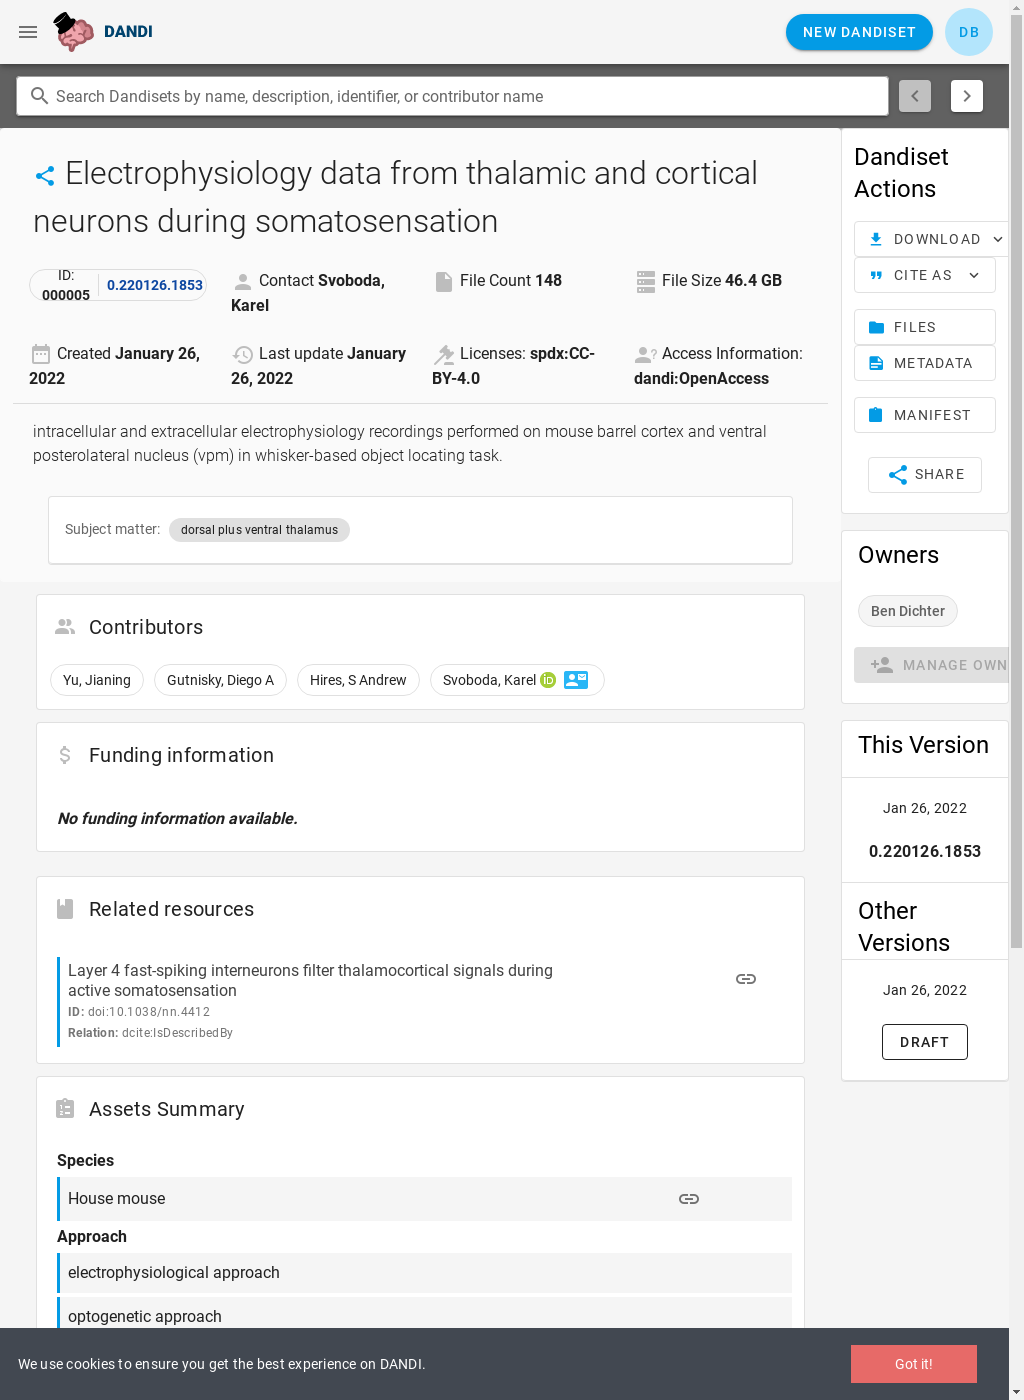 DANDI
NEW DANDISET
DB
Search Dandisets by name, description, identifier, or contributor name
Electrophysiology data from thalamic and cortical
neurons during somatosensation
ID:
000005
0.220126.1853
Contact Svoboda,
Karel
File Count 148
File Size 46.4 GB
Created January 26,
2022
Last update January
26, 2022
Licenses: spdx:CC-
BY-4.0
Access Information:
dandi:OpenAccess
intracellular and extracellular electrophysiology recordings performed on mouse barrel cortex and ventral
posterolateral nucleus (vpm) in whisker-based object locating task.
Subject matter:
dorsal plus ventral thalamus
Contributors
Yu, Jianing
Gutnisky, Diego A
Hires, S Andrew
Svoboda, Karel
iD
Funding information
No funding information available.
Related resources
Layer 4 fast-spiking interneurons filter thalamocortical signals during
active somatosensation
ID: doi:10.1038/nn.4412
Relation: dcite:IsDescribedBy
Assets Summary
Species
House mouse
Approach
electrophysiological approach
optogenetic approach
Dandiset
Actions
DOWNLOAD
CITE AS
FILES
METADATA
MANIFEST
SHARE
Owners
Ben Dichter
MANAGE OWN
This Version
Jan 26, 2022
0.220126.1853
Other
Versions
Jan 26, 2022
DRAFT
We use cookies to ensure you get the best experience on DANDI.
Got it!